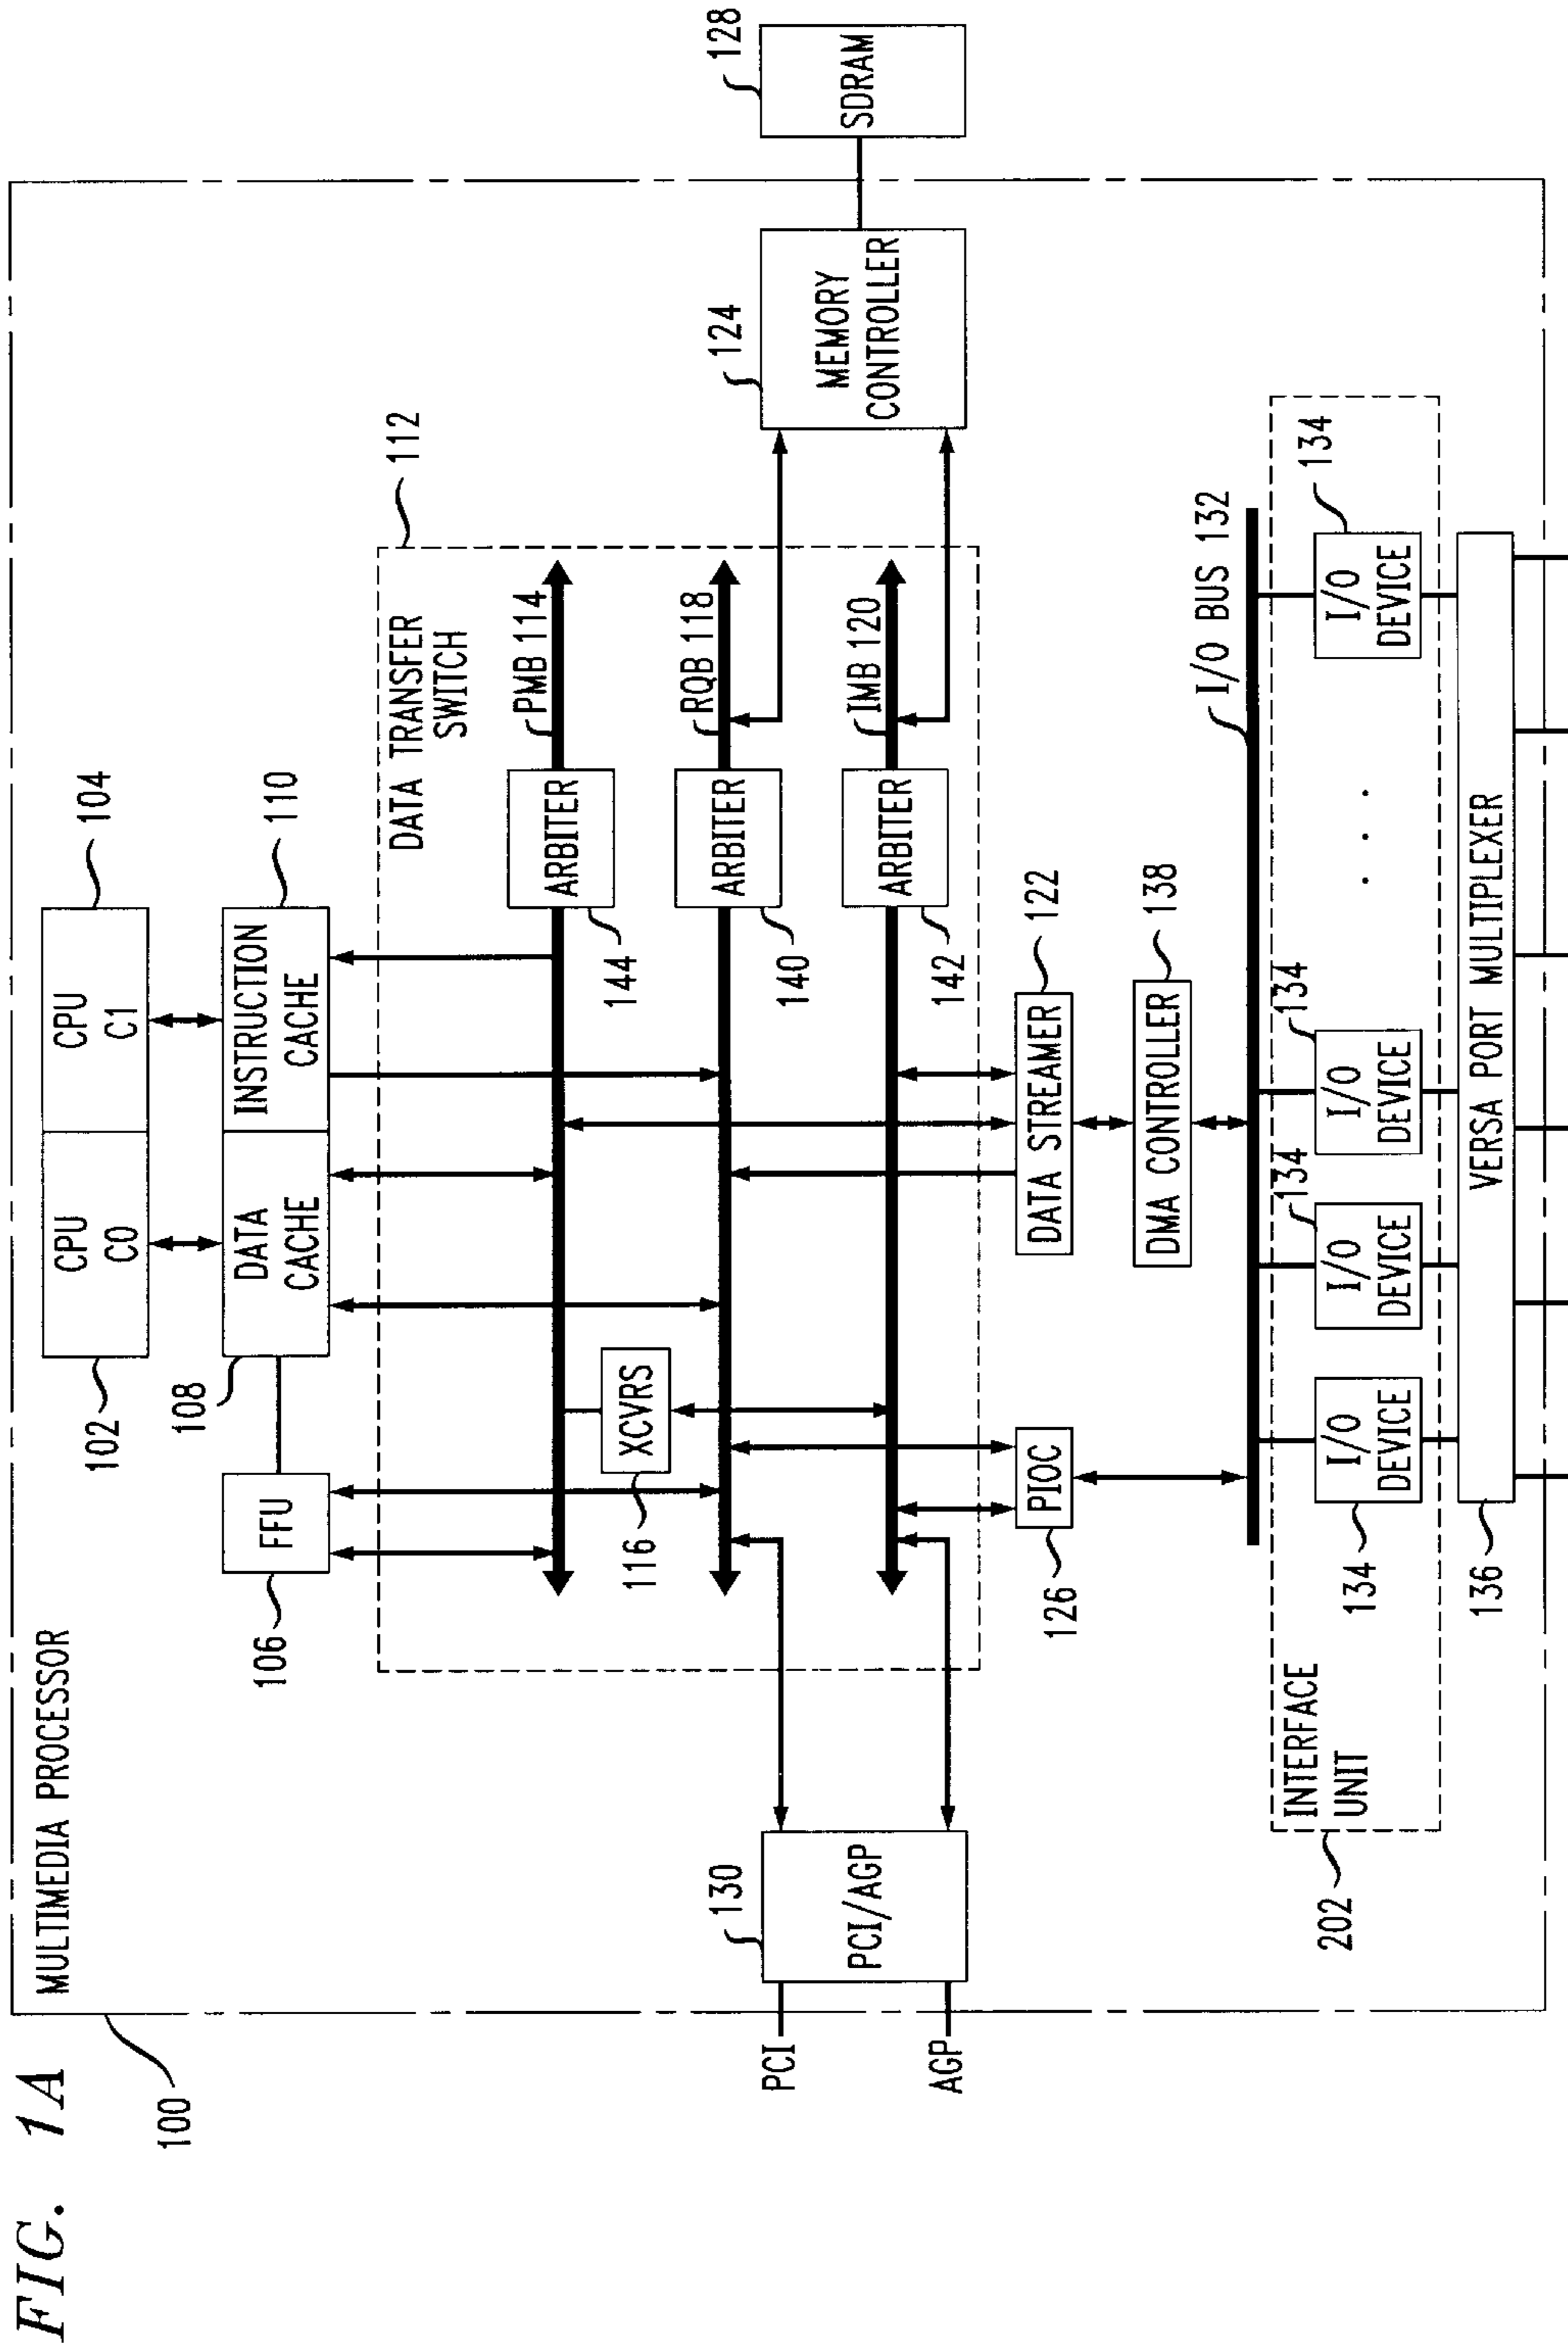 FIG. 1A
100
MULTIMEDIA PROCESSOR
CPU
C0
CPU
C1
102
104
FFU
106
DATA
CACHE
108
INSTRUCTION
CACHE
110
DATA TRANSFER
SWITCH
112
ARBITER
144
PMB 114
XCVRS
116
ARBITER
140
RQB 118
ARBITER
142
IMB 120
PCI
AGP
PCI/AGP
130
MEMORY
CONTROLLER
124
SDRAM
128
PIOC
126
DATA STREAMER
122
DMA CONTROLLER
138
I/O BUS 132
INTERFACE
UNIT
202
I/O
DEVICE
134
I/O
DEVICE
134
I/O
DEVICE
134
. . .
I/O
DEVICE
134
VERSA PORT MULTIPLEXER
136